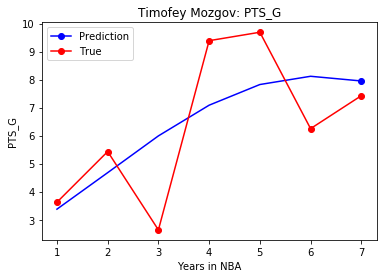 Timofey Mozgov: PTS_G
Prediction
True
PTS_G
10
9
8
7
6
5
4
3
1 2 3 4 5 6 7
Years in NBA